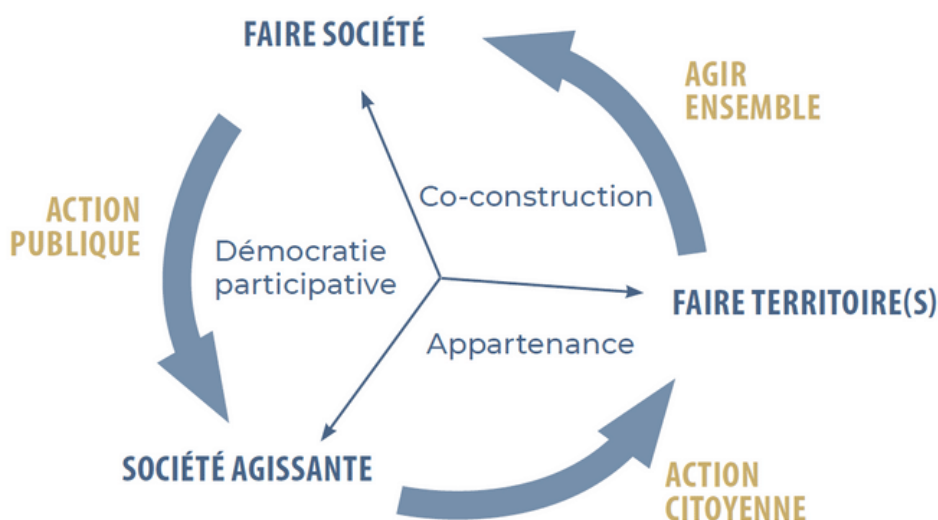 FAIRE SOCIÉTÉ
AGIR
ENSEMBLE
Co-construction
ACTION
PUBLIQUE
Démocratie
participative
FAIRE TERRITOIRE(S)
Appartenance
SOCIÉTÉ AGISSANTE
ACTION
CITOYENNE